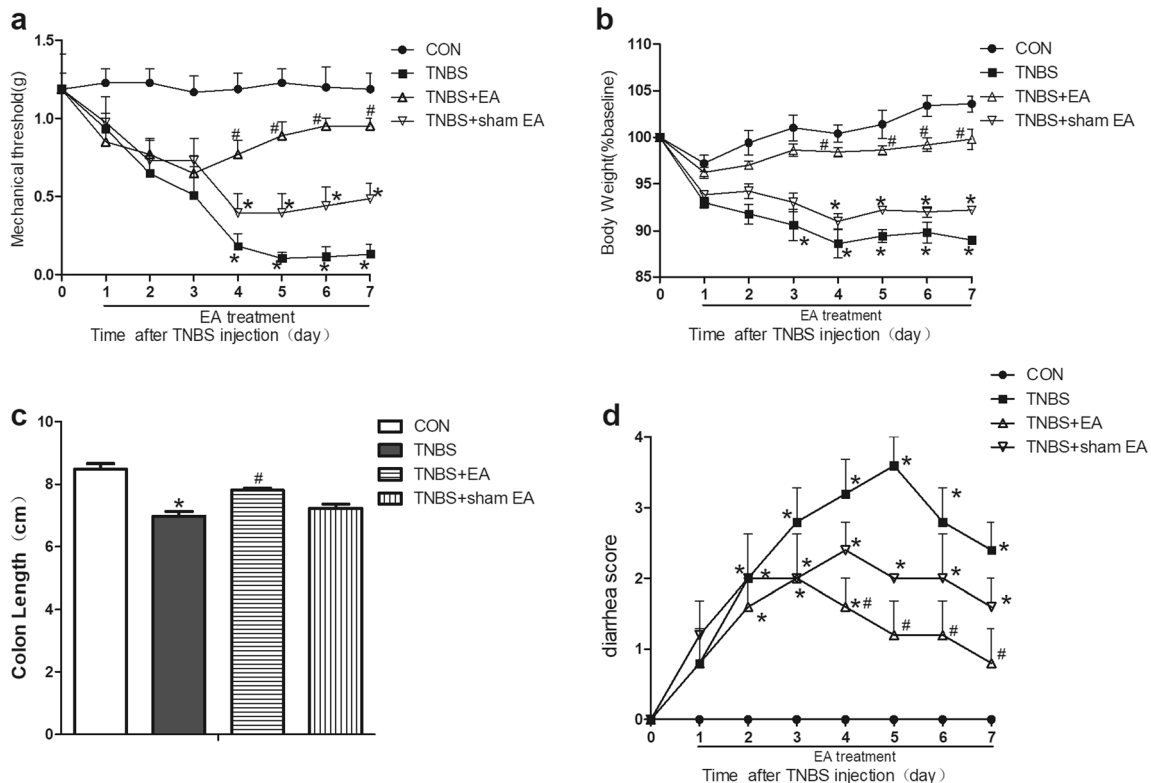 a
1.5
1.0
0.5
0.0
Mechanical threshold(g)
CON
TNBS
TNBS+EA
TNBS+sham EA
# # # #
* * * *
* * * *
0 1 2 3 4 5 6 7
EA treatment
Time after TNBS injection（day）
b
110
105
100
95
90
85
Body Weight(%baseline)
CON
TNBS
TNBS+EA
TNBS+sham EA
# # # #
* * * *
* * * * *
0 1 2 3 4 5 6 7
EA treatment
Time after TNBS injection（day）
c
10
8
6
4
2
0
Colon Length（cm）
* #
CON
TNBS
TNBS+EA
TNBS+sham EA
d
4
3
2
1
0
diarrhea score
CON
TNBS
TNBS+EA
TNBS+sham EA
* * * * * *
* * * * * *
* * *# # # #
0 1 2 3 4 5 6 7
EA treatment
Time after TNBS injection（day）